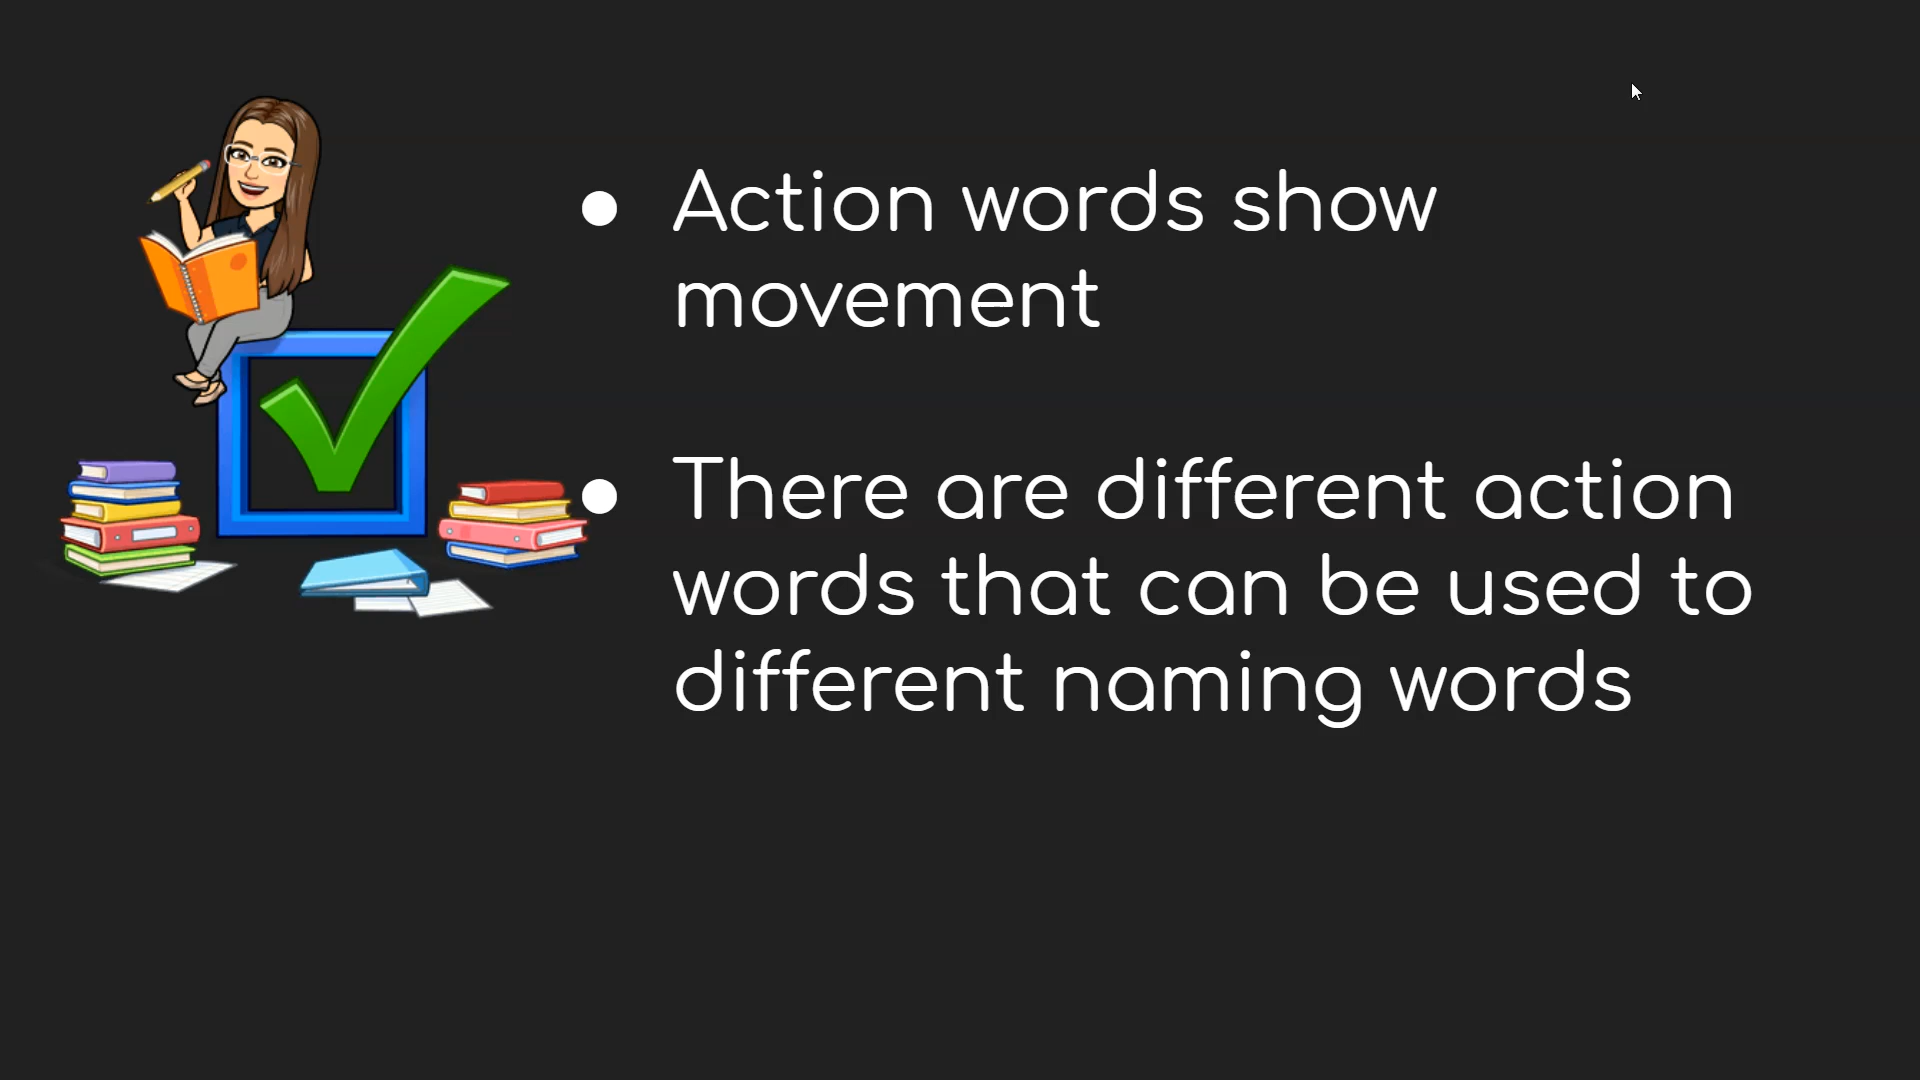 ● Action words show
movement
● There are different action
words that can be used to
different naming words